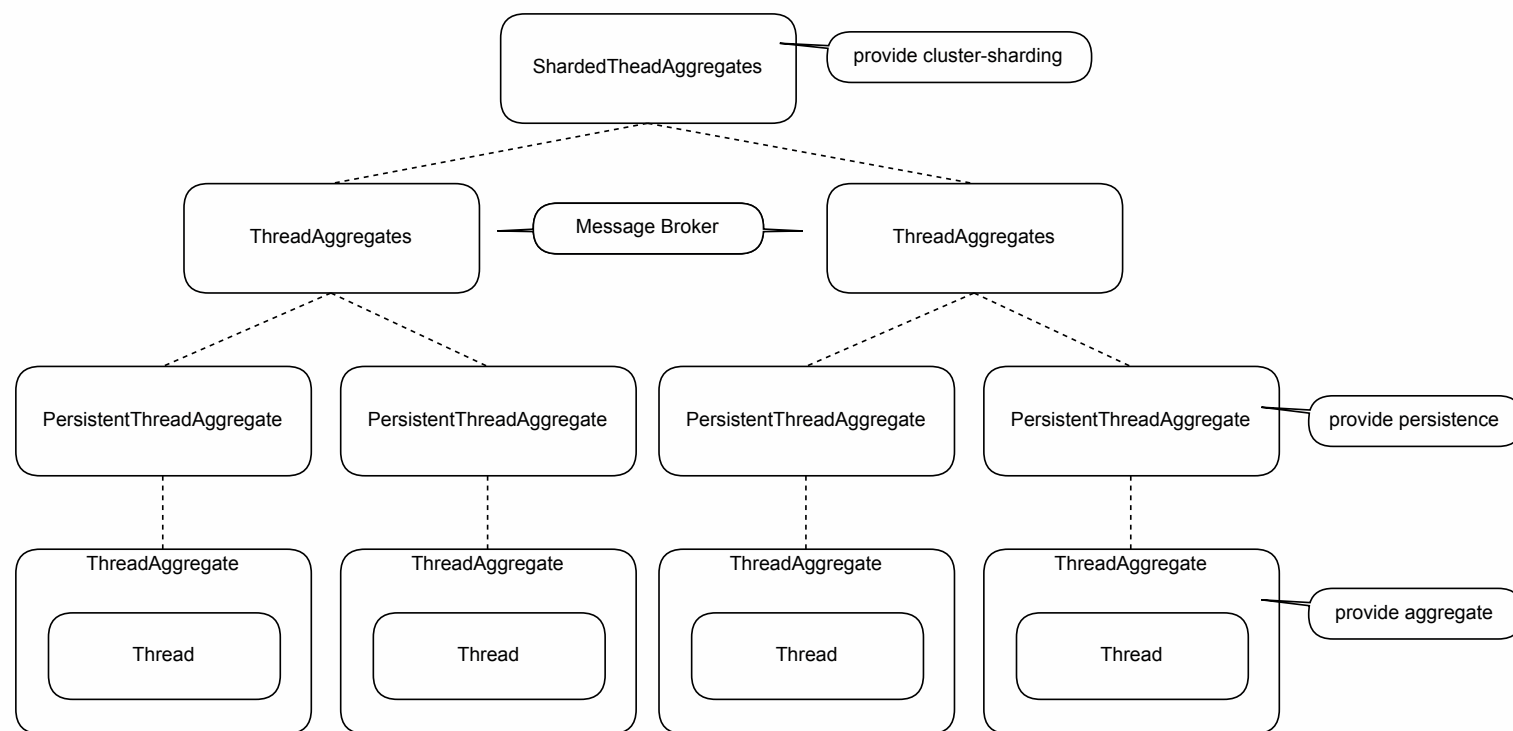 ShardedTheadAggregates
provide cluster-sharding
ThreadAggregates
Message Broker
ThreadAggregates
PersistentThreadAggregate
PersistentThreadAggregate
PersistentThreadAggregate
PersistentThreadAggregate
provide persistence
ThreadAggregate
ThreadAggregate
ThreadAggregate
ThreadAggregate
provide aggregate
Thread
Thread
Thread
Thread